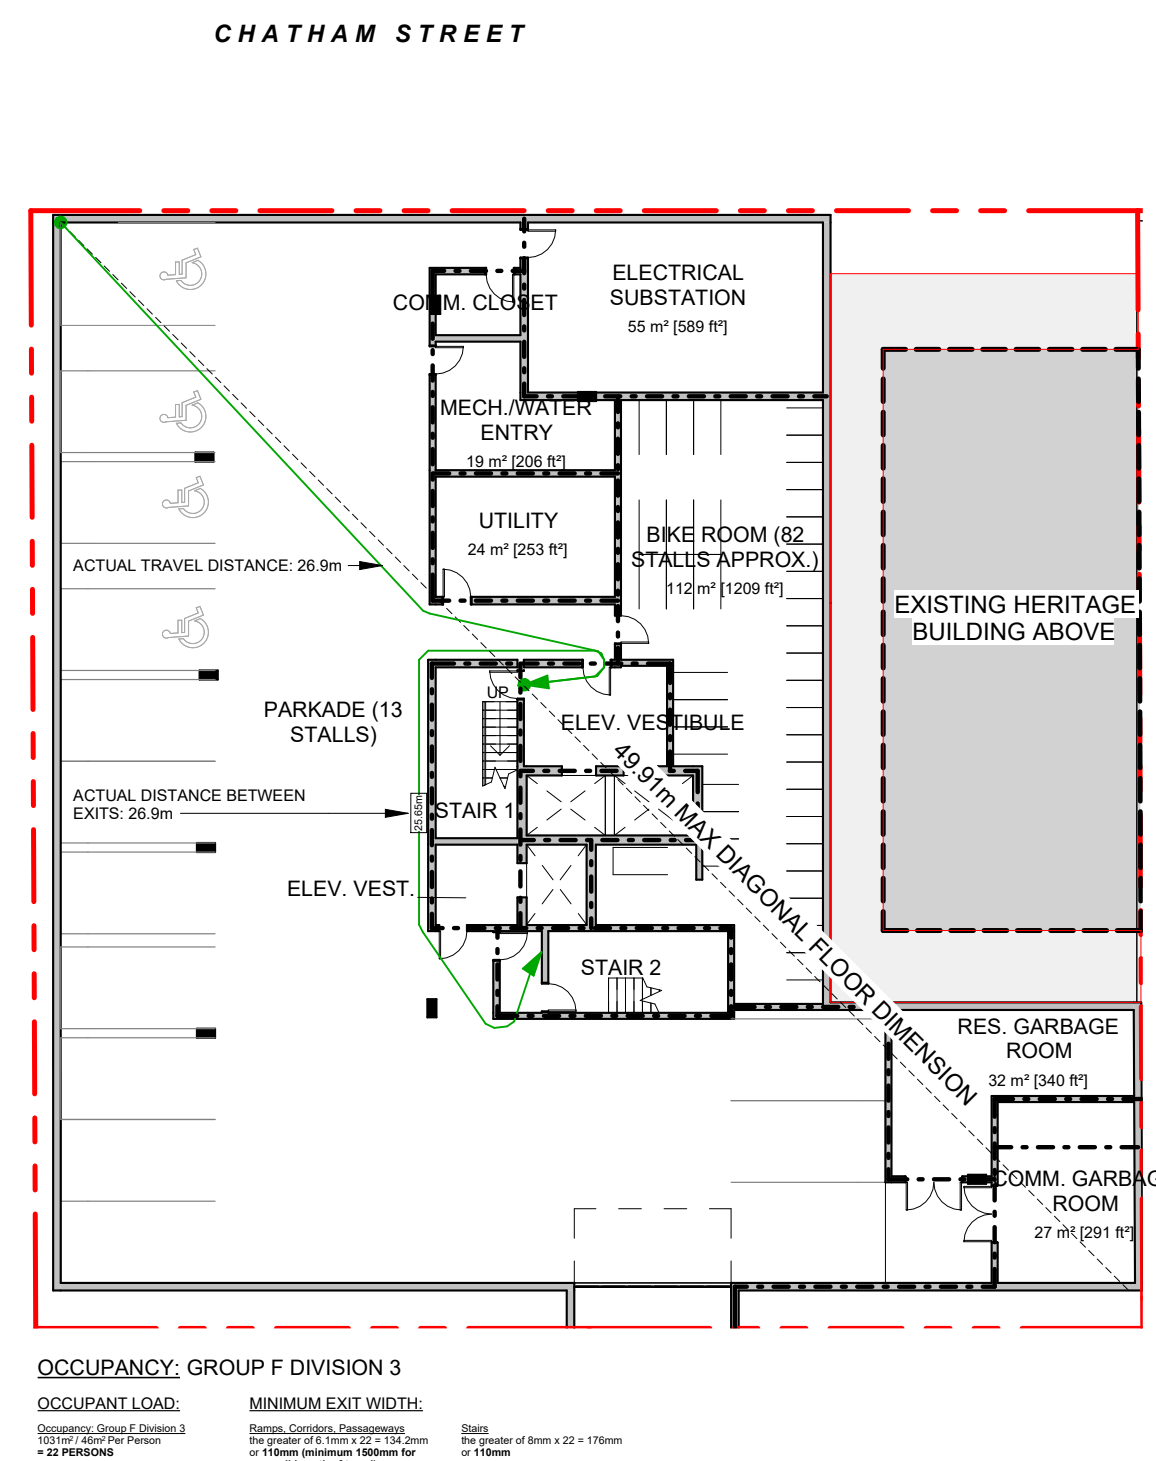 CHATHAM STREET
ELECTRICAL
SUBSTATION
55 m² [589 ft²]
COMM. CLOSET
MECH./WATER
ENTRY
19 m² [206 ft²]
UTILITY
24 m² [253 ft²]
BIKE ROOM (82
STALLS APPROX.)
112 m² [1209 ft²]
ACTUAL TRAVEL DISTANCE: 26.9m
EXISTING HERITAGE
BUILDING ABOVE
UP
PARKADE (13
STALLS)
ELEV. VESTIBULE
49.91m MAX DIAGONAL FLOOR DIMENSION
ACTUAL DISTANCE BETWEEN
EXITS: 26.9m
25.65m
STAIR 1
ELEV. VEST.
STAIR 2
RES. GARBAGE
ROOM
32 m² [340 ft²]
COMM. GARBAG
ROOM
27 m² [291 ft²]
OCCUPANCY: GROUP F DIVISION 3
OCCUPANT LOAD:
Occupancy: Group F Division 3
1031m² / 46m² Per Person
= 22 PERSONS
MINIMUM EXIT WIDTH:
Ramps, Corridors, Passageways
the greater of 6.1mm x 22 = 134.2mm
or 110mm (minimum 1500mm for
Stairs
the greater of 8mm x 22 = 176mm
or 110mm